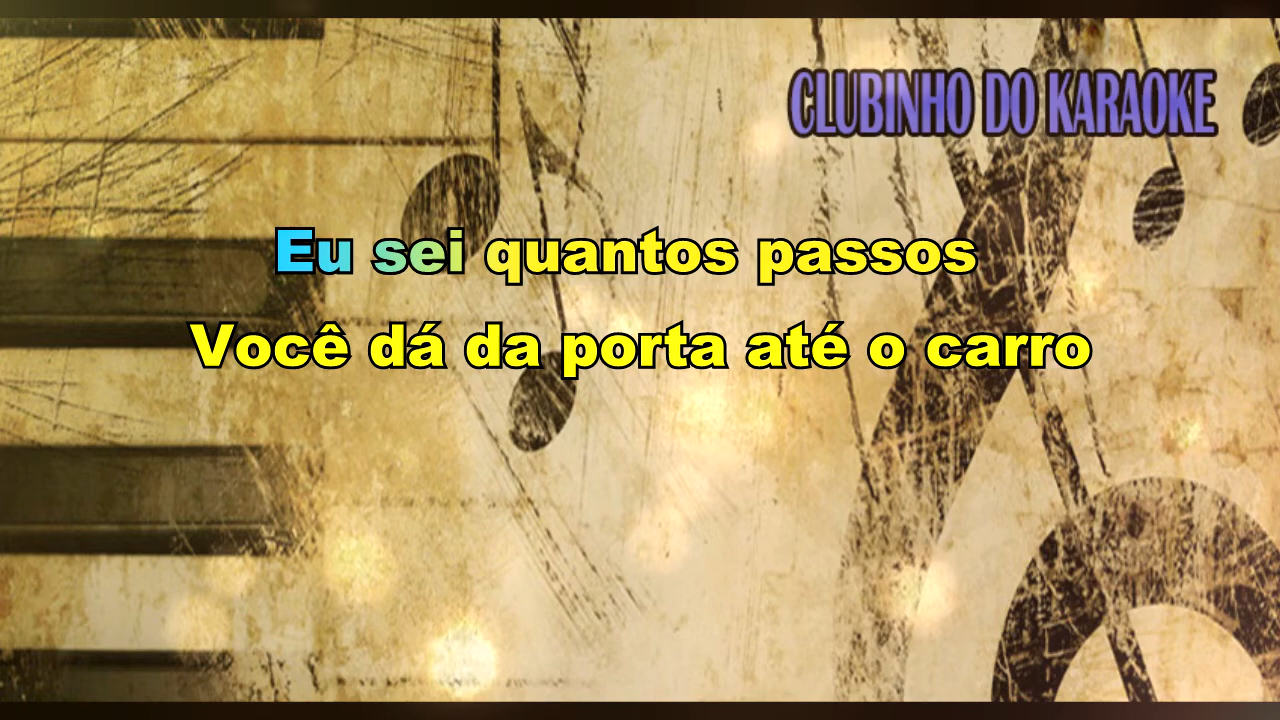 CLUBINHO DO KARAOKE
Eu sei quantos passos
Você dá da porta até o carro